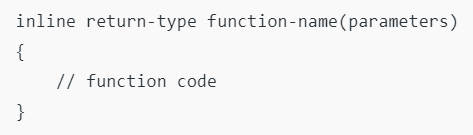 inline return-type function-name(parameters)
{
    // function code
}